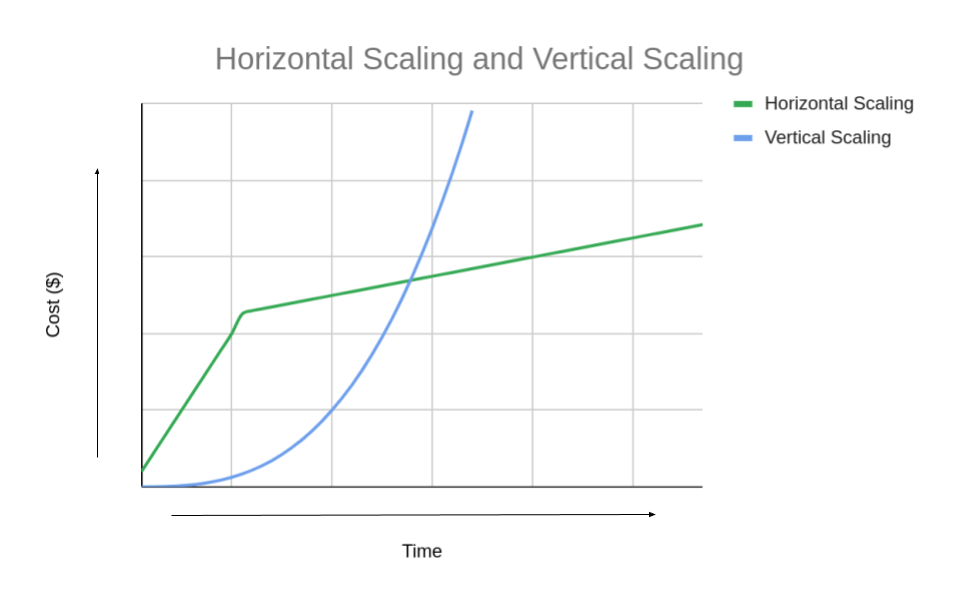 Horizontal Scaling and Vertical Scaling
Horizontal Scaling
Vertical Scaling
Cost ($)
Time